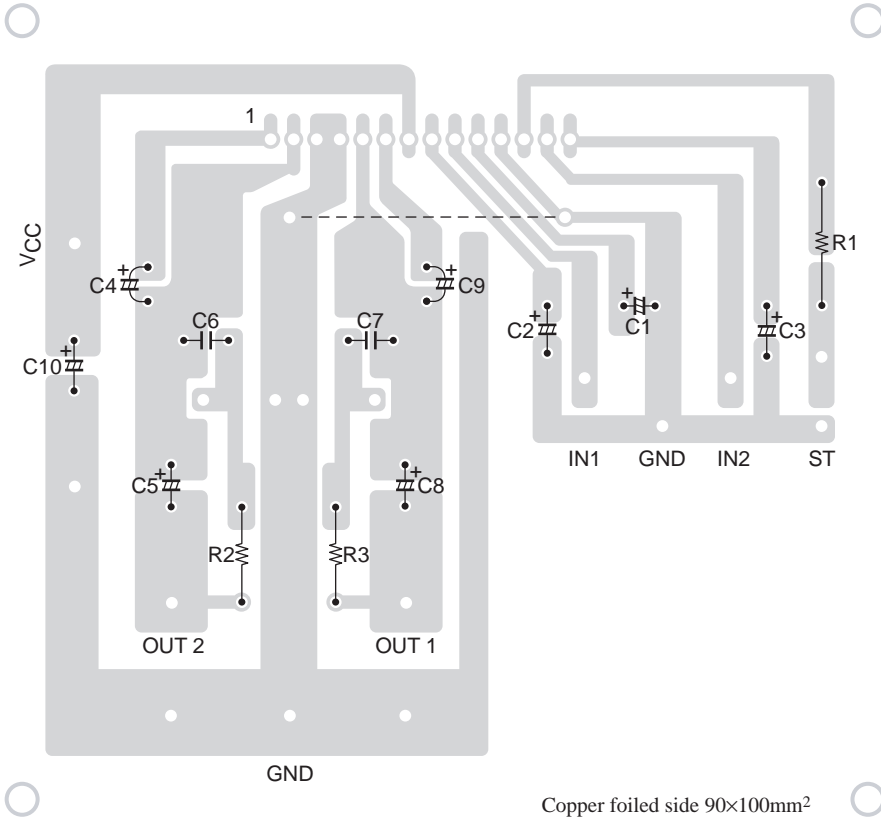 1
VCC
R1
C4
C9
C6
C7
C2
C1
C3
C10
IN1
GND
IN2
ST
C5
C8
R2
R3
OUT 2
OUT 1
GND
Copper foiled side 90×100mm2